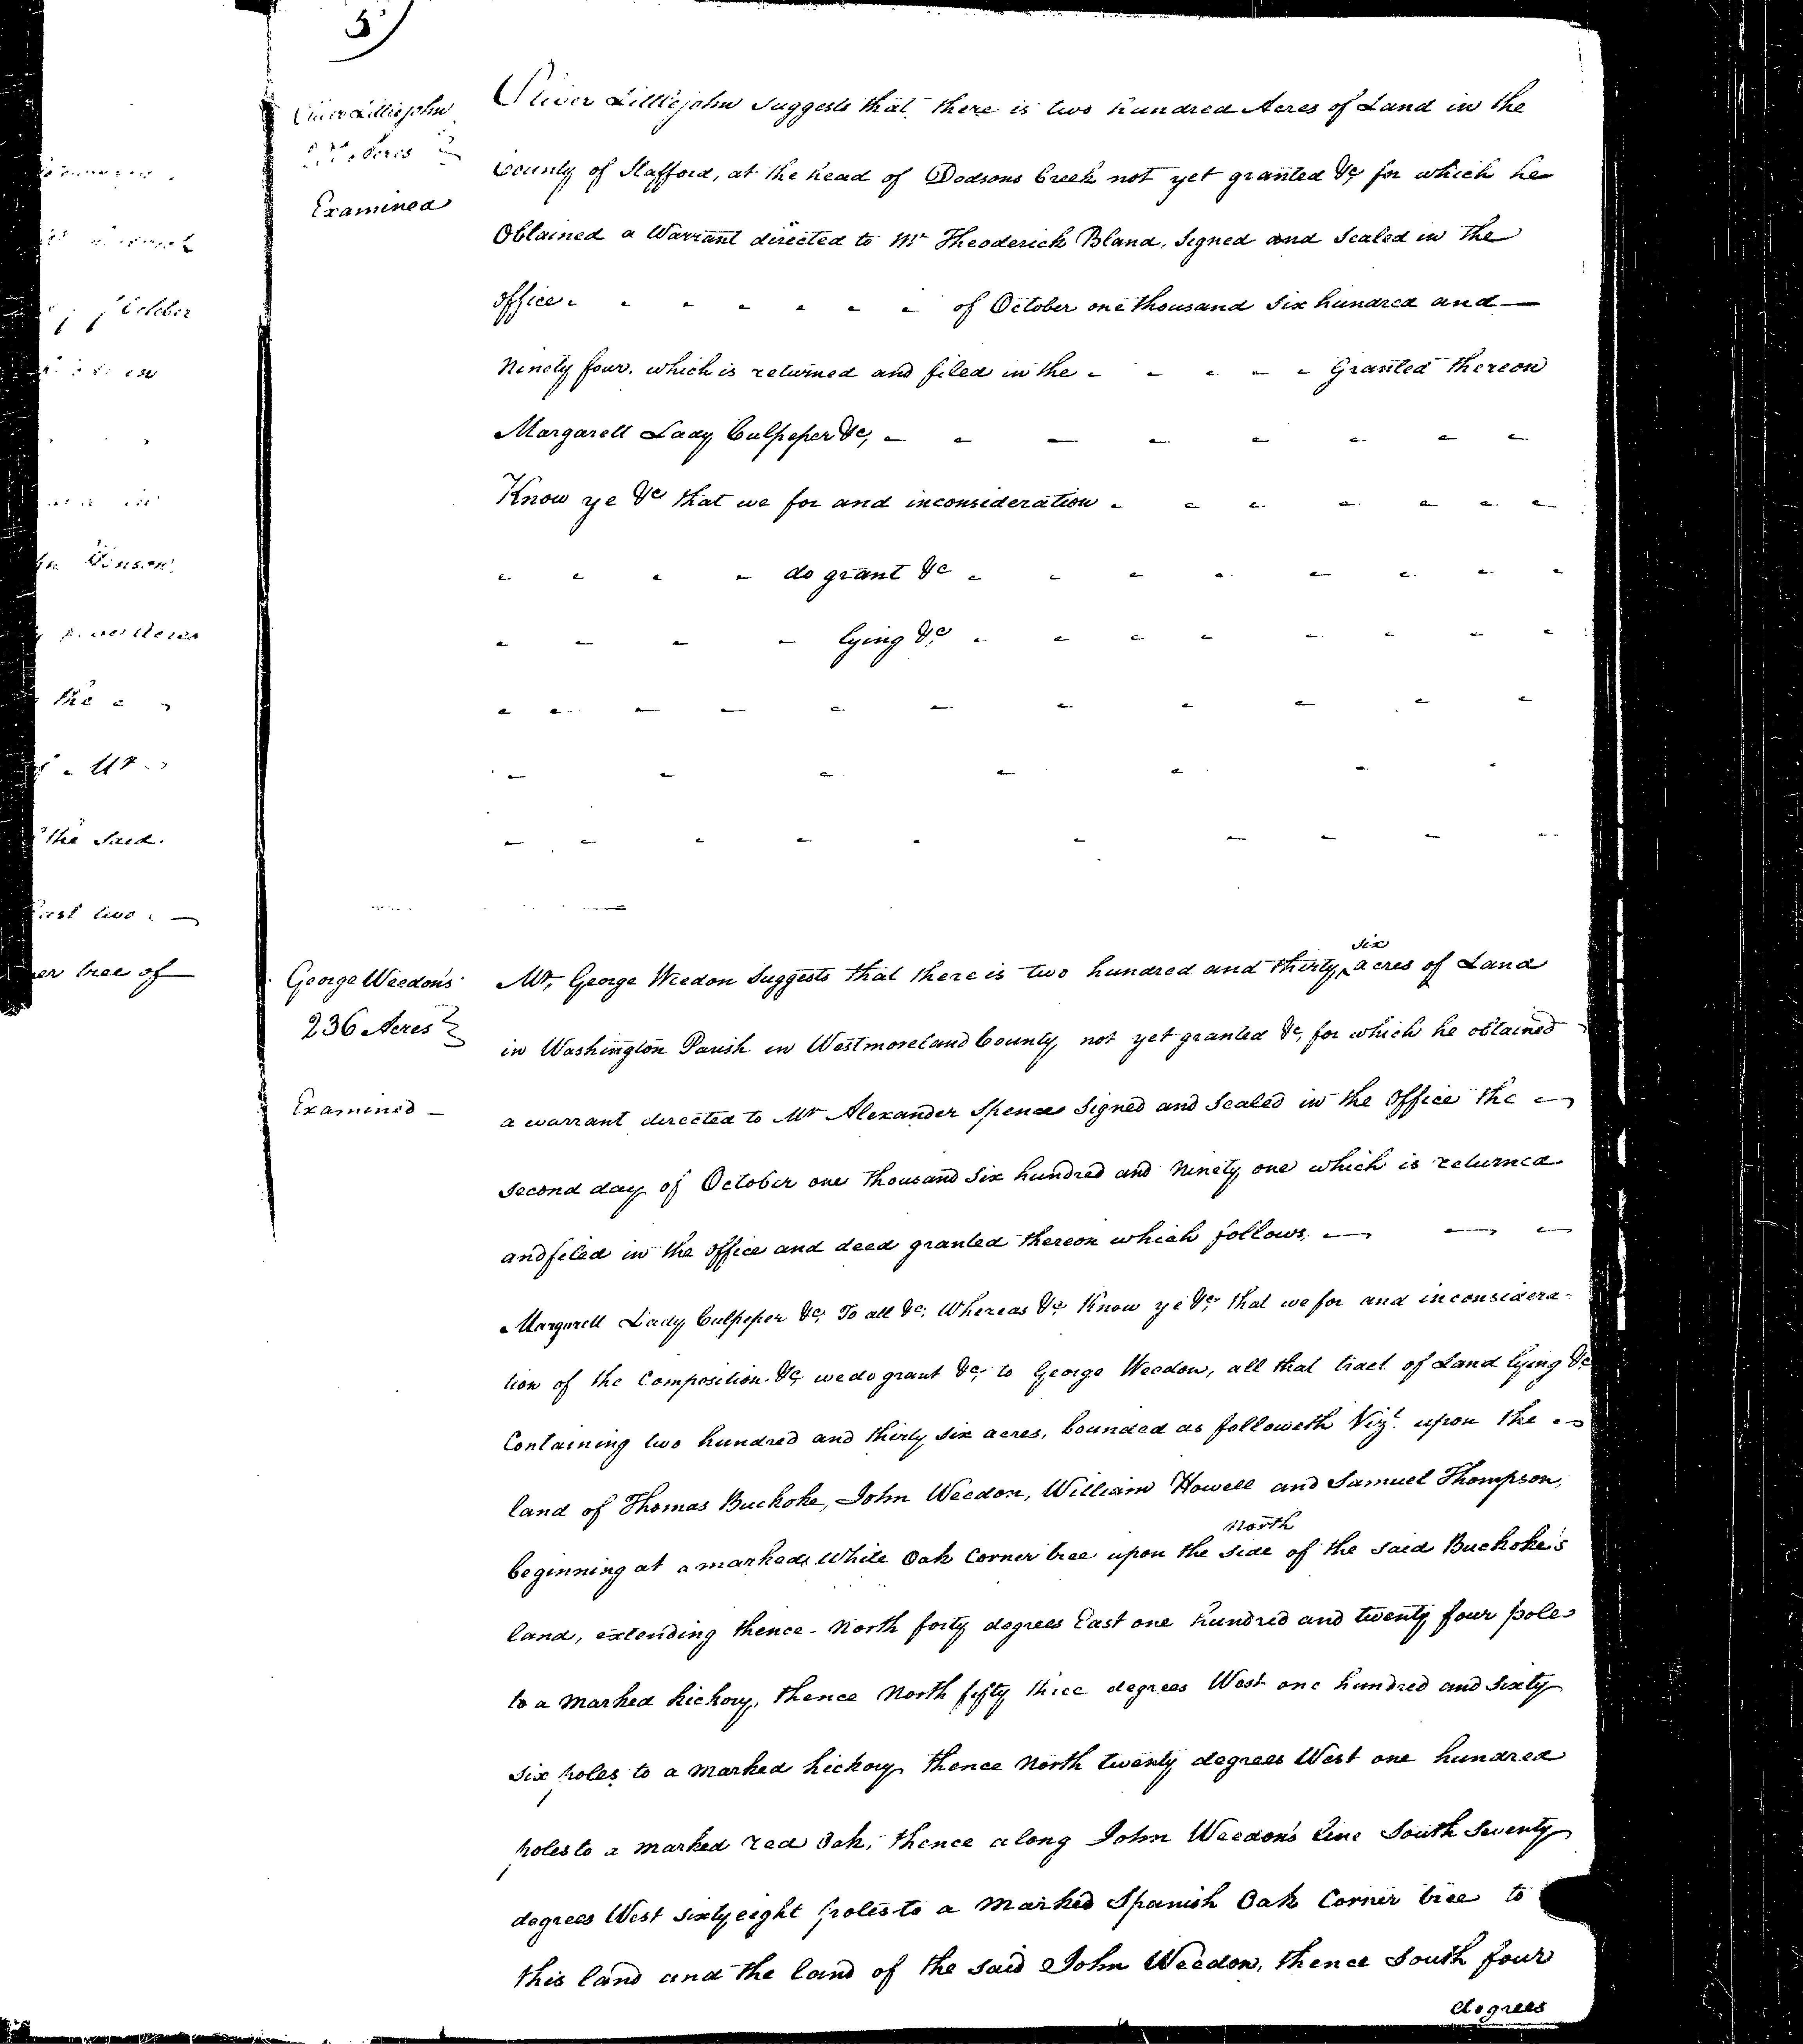 5)
Oliver Littlejohn
Acres
Examined
Oliver Littlejohn suggests that there is two hundred Acres of Land in the
County of Stafford, at the head of Dodsons Creek not yet granted &c, for which he
Obtained a Warrant directed to Mr Theoderick Bland, Signed and Sealed in the
office - - - - - - - of October one thousand Six hundred and —
Ninety four, which is returned and filed in the - - - - - Granted thereon
Margarett Lady Culpeper &c, - - - - - - - -
Know ye &c that we for and inconsideration - - - - - - -
- - - - do grant &c - - - - - - - -
- - - - lying &c - - - - - - - -
George Weedon's
236 Acres
Examined —
Mr, George Weedon Suggests that there is two hundred and thirty six acres of Land
in Washington Parish in Westmoreland County, not yet granted &c, for which he obtained
a warrant directed to Mr Alexander Spence Signed and Sealed in the Office the —
Second day of October one thousand Six hundred and Ninety one which is returned
and filed in the Office and deed granted thereon which follows, — — —
Margarett Lady Culpeper &c, To all &c, Whereas &c, Know ye &c, that we for and inconsidera-
tion of the Composition &c, we do grant &c, to George Weedon, all that tract of Land lying &c
Containing two hundred and thirty six acres, bounded as followeth Vizt. upon the -
land of Thomas Buckoke, John Weedon, William Howell and Samuel Thompson,
beginning at a marked White Oak Corner tree upon the North side of the said Buckoke's
land, extending thence - North forty degrees East one hundred and twenty four poles
to a marked hickory, thence North fifty three degrees West one hundred and Sixty
Six poles to a marked hickory thence North twenty degrees West one hundred
poles to a marked red Oak, thence along John Weedon's line South Seventy
degrees West sixty eight poles to a marked Spanish Oak Corner tree to
this land and the land of the said John Weedon, thence South four
degrees
October
Vinson
Acres
the
Mr
the said
East two
tree of